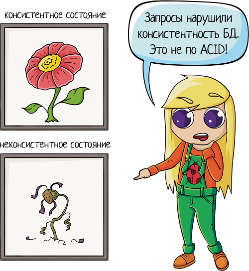 консистентное состояние
неконсистентное состояние
Запросы нарушили
консистентность БД.
Это не по ACID!